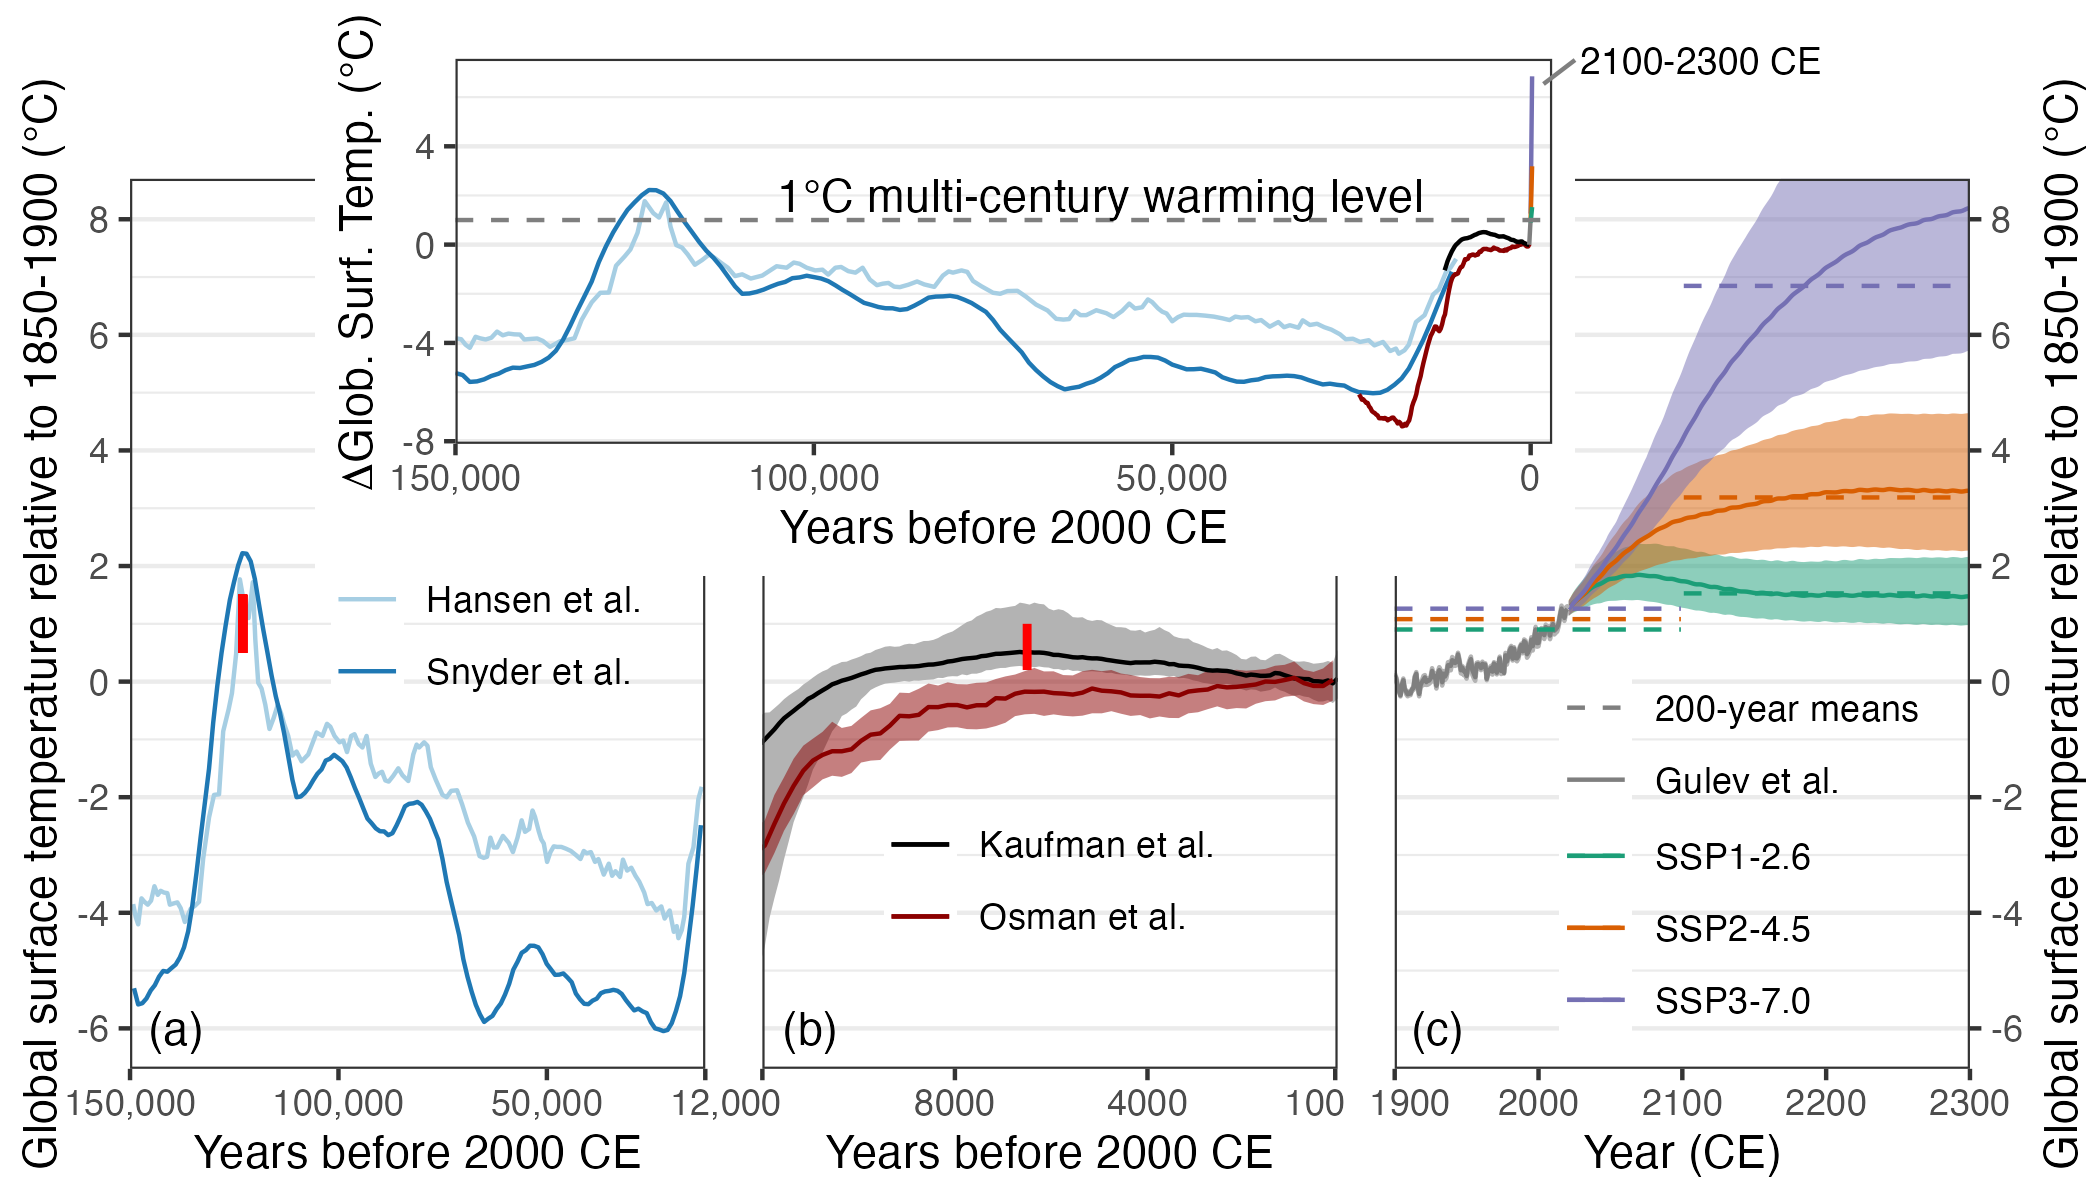 2100-2300 CE
ΔGlob. Surf. Temp. (°C)
4
0
-4
-8
1°C multi-century warming level
150,000 100,000 50,000 0
Years before 2000 CE
Global surface temperature relative to 1850-1900 (°C)
8
6
4
2
0
-2
-4
-6
Hansen et al.
Snyder et al.
(a)
150,000 100,000 50,000 12,000
Years before 2000 CE
Kaufman et al.
Osman et al.
(b)
8000 4000 100
Years before 2000 CE
200-year means
Gulev et al.
SSP1-2.6
SSP2-4.5
SSP3-7.0
(c)
1900 2000 2100 2200 2300
Year (CE)
8
6
4
2
0
-2
-4
-6
Global surface temperature relative to 1850-1900 (°C)